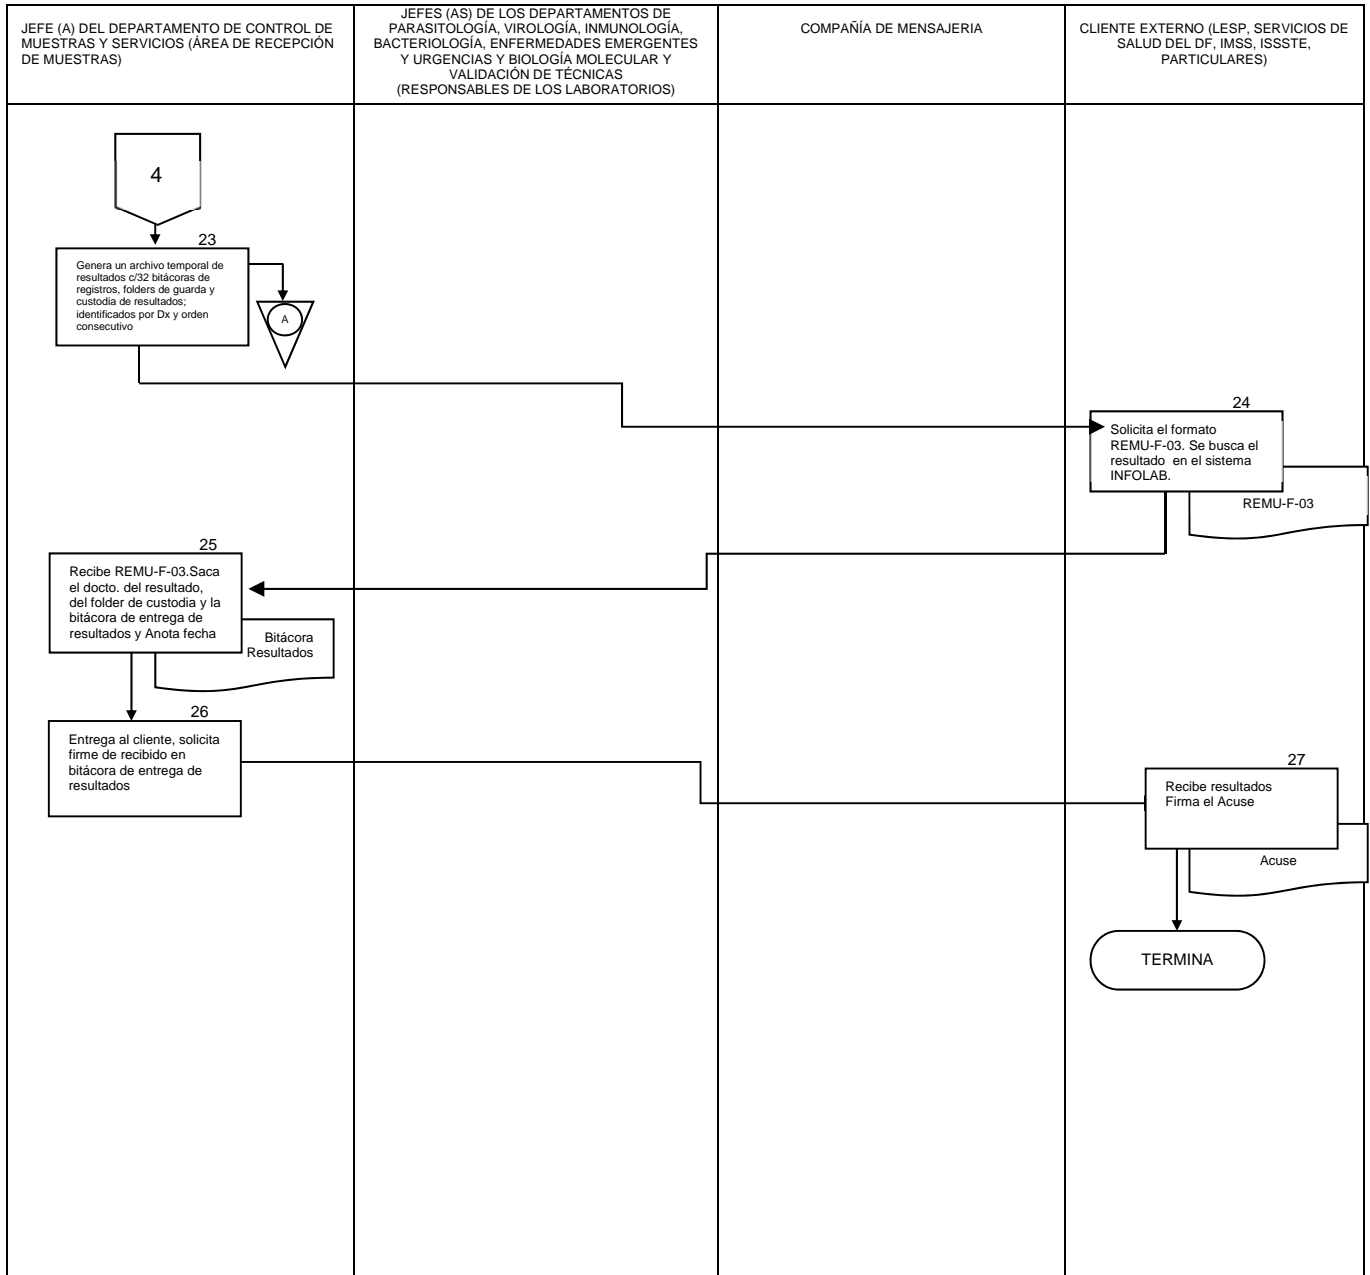 JEFE (A) DEL DEPARTAMENTO DE CONTROL DE
MUESTRAS Y SERVICIOS (ÁREA DE RECEPCIÓN
DE MUESTRAS)
JEFES (AS) DE LOS DEPARTAMENTOS DE
PARASITOLOGÍA, VIROLOGÍA, INMUNOLOGÍA,
BACTERIOLOGÍA, ENFERMEDADES EMERGENTES
Y URGENCIAS Y BIOLOGÍA MOLECULAR Y
VALIDACIÓN DE TÉCNICAS
(RESPONSABLES DE LOS LABORATORIOS)
COMPAÑÍA DE MENSAJERIA
CLIENTE EXTERNO (LESP, SERVICIOS DE
SALUD DEL DF, IMSS, ISSSTE,
PARTICULARES)
4
23
Genera un archivo temporal de
resultados c/32 bitácoras de
registros, folders de guarda y
custodia de resultados;
identificados por Dx y orden
consecutivo
A
24
Solicita el formato
REMU-F-03. Se busca el
resultado en el sistema
INFOLAB.
REMU-F-03
25
Recibe REMU-F-03.Saca
el docto. del resultado,
del folder de custodia y la
bitácora de entrega de
resultados y Anota fecha
Bitácora
Resultados
26
Entrega al cliente, solicita
firme de recibido en
bitácora de entrega de
resultados
27
Recibe resultados
Firma el Acuse
Acuse
TERMINA